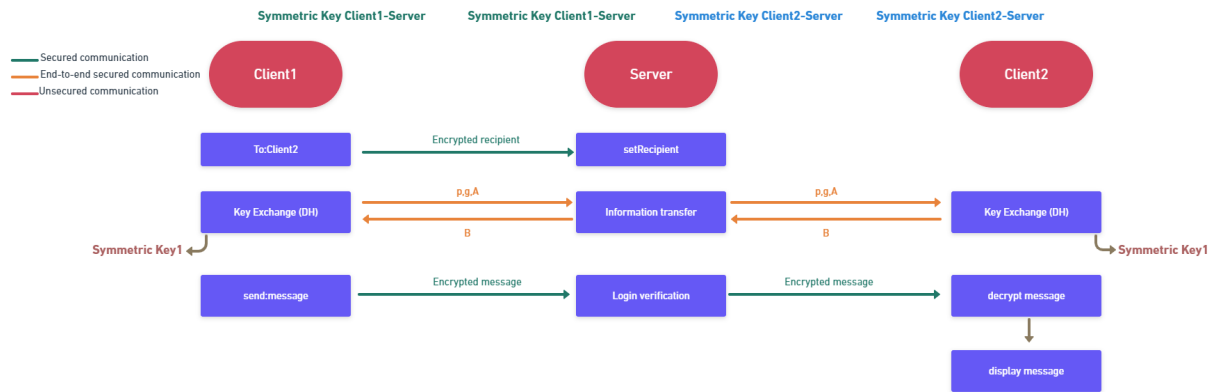 Symmetric Key Client1-Server
Symmetric Key Client1-Server
Symmetric Key Client2-Server
Symmetric Key Client2-Server
Secured communication
End-to-end secured communication
Unsecured communication
Client1
Server
Client2
To:Client2
Encrypted recipient
setRecipient
Key Exchange (DH)
p,g,A
B
Information transfer
p,g,A
B
Key Exchange (DH)
Symmetric Key1
Symmetric Key1
send:message
Encrypted message
Login verification
Encrypted message
decrypt message
display message